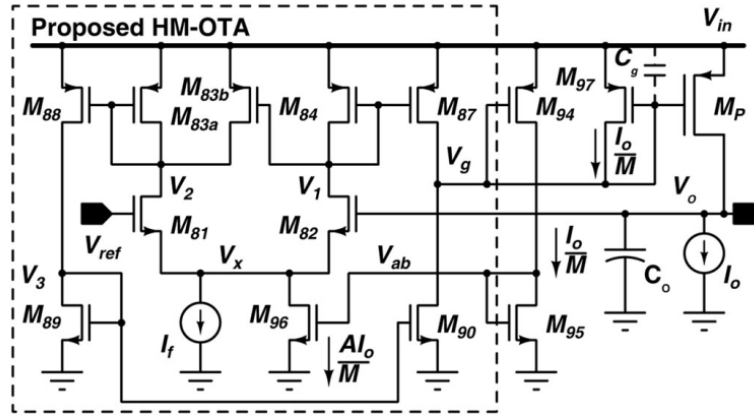 Proposed HM-OTA
V_in
M_88
M_83a
M_83b
M_84
M_87
M_97
C_g
M_94
M_P
I_o/M
V_g
V_2
V_1
V_o
V_ref
M_81
M_82
V_x
V_ab
I_o/M
C_o
I_o
V_3
M_89
I_f
M_96
AI_o/M
M_90
M_95